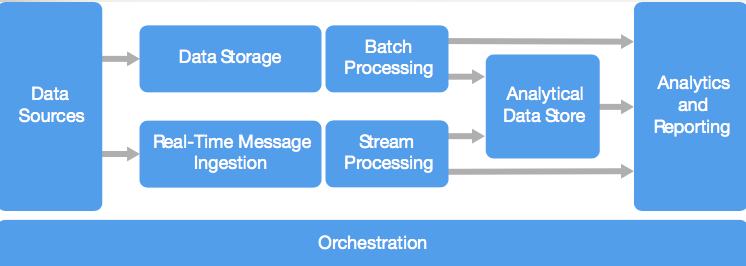 Data
Sources
Data Storage
Batch
Processing
Real-Time Message
Ingestion
Stream
Processing
Analytical
Data Store
Analytics
and
Reporting
Orchestration